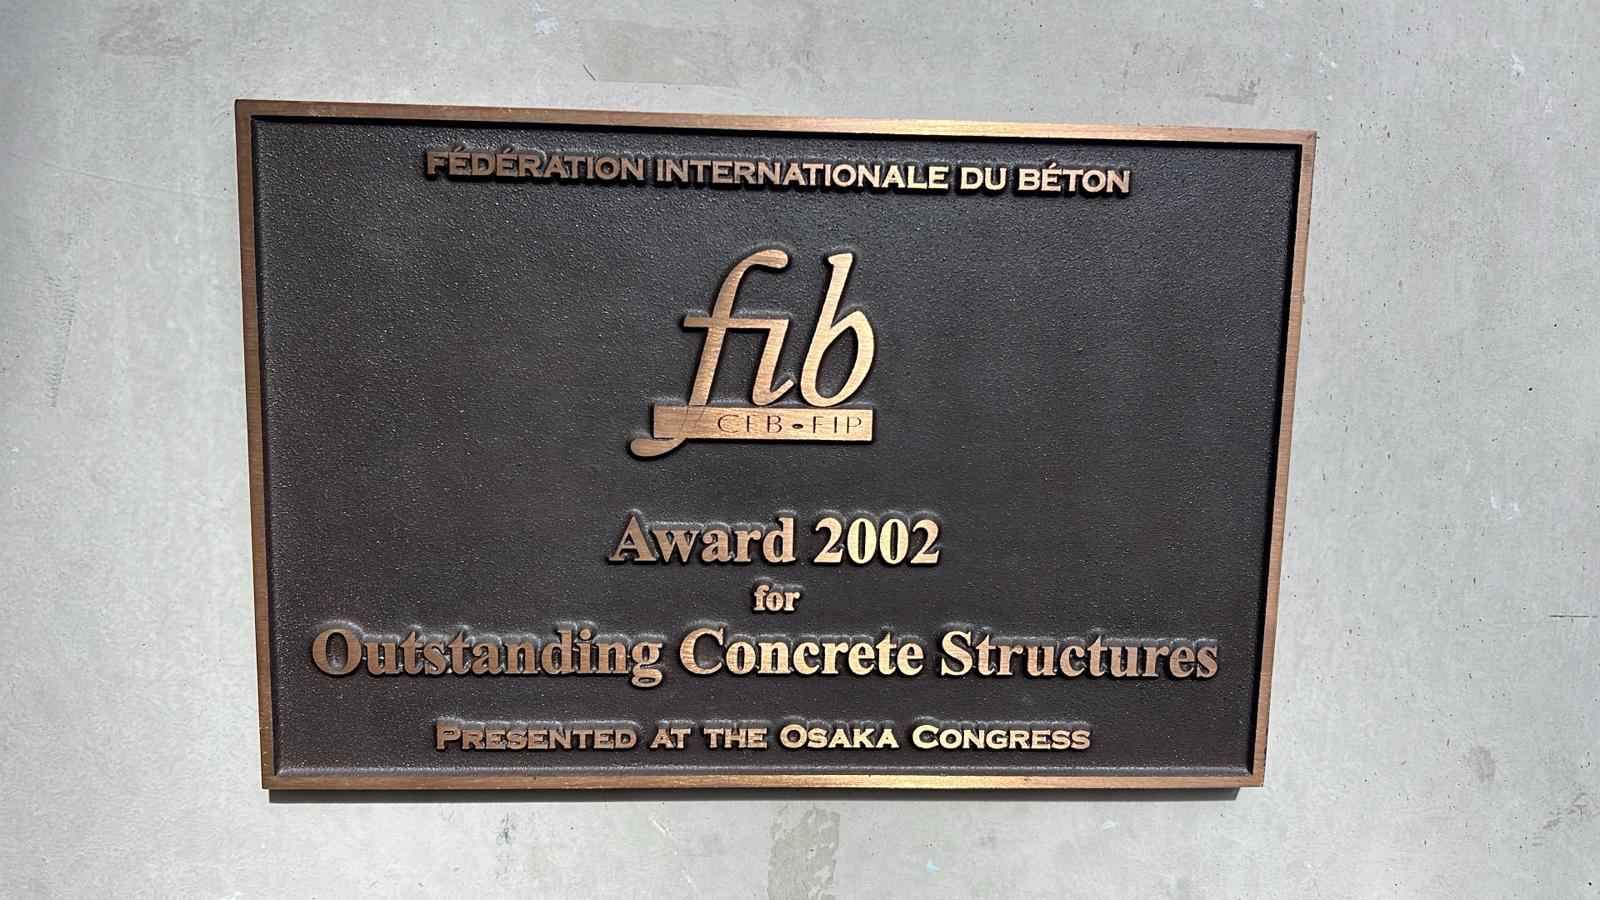 FÉDÉRATION INTERNATIONALE DU BÉTON
fib
CEB•FIP
Award 2002
for
Outstanding Concrete Structures
PRESENTED AT THE OSAKA CONGRESS